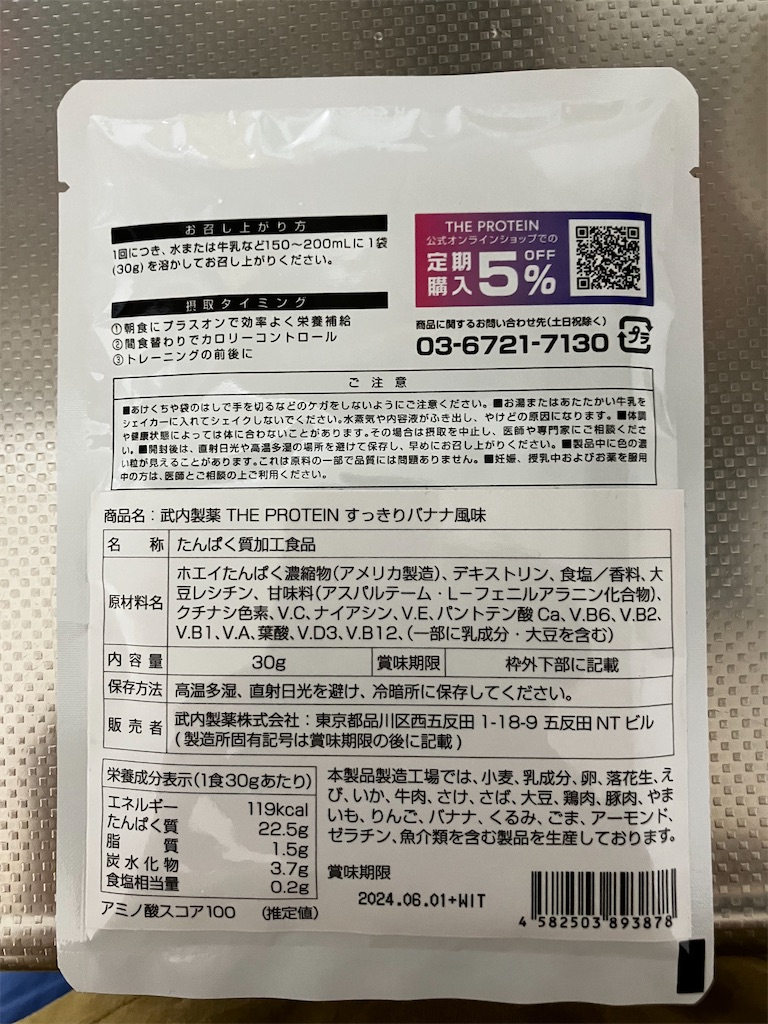 お召し上がり方
1回につき、水または牛乳など150〜200mLに1袋
(30g)を溶かしてお召し上がりください。
摂取タイミング
①朝食にプラスオンで効率よく栄養補給
②間食替わりでカロリーコントロール
③トレーニングの前後に
THE PROTEIN
公式オンラインショップでの
定期
購入
5%
OFF
商品に関するお問い合わせ先(土日祝除く)
03-6721-7130
プラ
ご注意
■あけくちや袋のはしで手を切るなどのケガをしないようにご注意ください。■お湯またはあたたかい牛乳を
シェイカーに入れてシェイクしないでください。水蒸気や内容液がふき出し、やけどの原因になります。■体調
や健康状態によっては体に合わないことがあります。その場合は摂取を中止し、医師や専門家にご相談くださ
い。■開封後は、直射日光や高温多湿の場所を避けて保存し、早めにお召し上がりください。■製品中に色の濃
い粒が見えることがあります。これは原料の一部で品質には問題ありません。■妊娠、授乳中およびお薬を服用
中の方は、医師とご相談の上ご利用ください。
商品名：武内製薬 THE PROTEIN すっきりバナナ風味
名　称 たんぱく質加工食品
原材料名
ホエイたんぱく濃縮物(アメリカ製造)、デキストリン、食塩／香料、大
豆レシチン、甘味料(アスパルテーム・L−フェニルアラニン化合物)、
クチナシ色素、V.C、ナイアシン、V.E、パントテン酸Ca、V.B6、V.B2、
V.B1、V.A、葉酸、V.D3、V.B12、(一部に乳成分・大豆を含む)
内容量 30g 賞味期限 枠外下部に記載
保存方法 高温多湿、直射日光を避け、冷暗所に保存してください。
販売者
武内製薬株式会社：東京都品川区西五反田1-18-9 五反田NTビル
(製造所固有記号は賞味期限の後に記載)
栄養成分表示(1食30gあたり)
エネルギー 119kcal
たんぱく質 22.5g
脂　質 1.5g
炭水化物 3.7g
食塩相当量 0.2g
アミノ酸スコア100　(推定値)
本製品製造工場では、小麦、乳成分、卵、落花生、え
び、いか、牛肉、さけ、さば、大豆、鶏肉、豚肉、やま
いも、りんご、バナナ、くるみ、ごま、アーモンド、
ゼラチン、魚介類を含む製品を生産しております。
賞味期限
2024.06.01+WIT
4 582503 893878